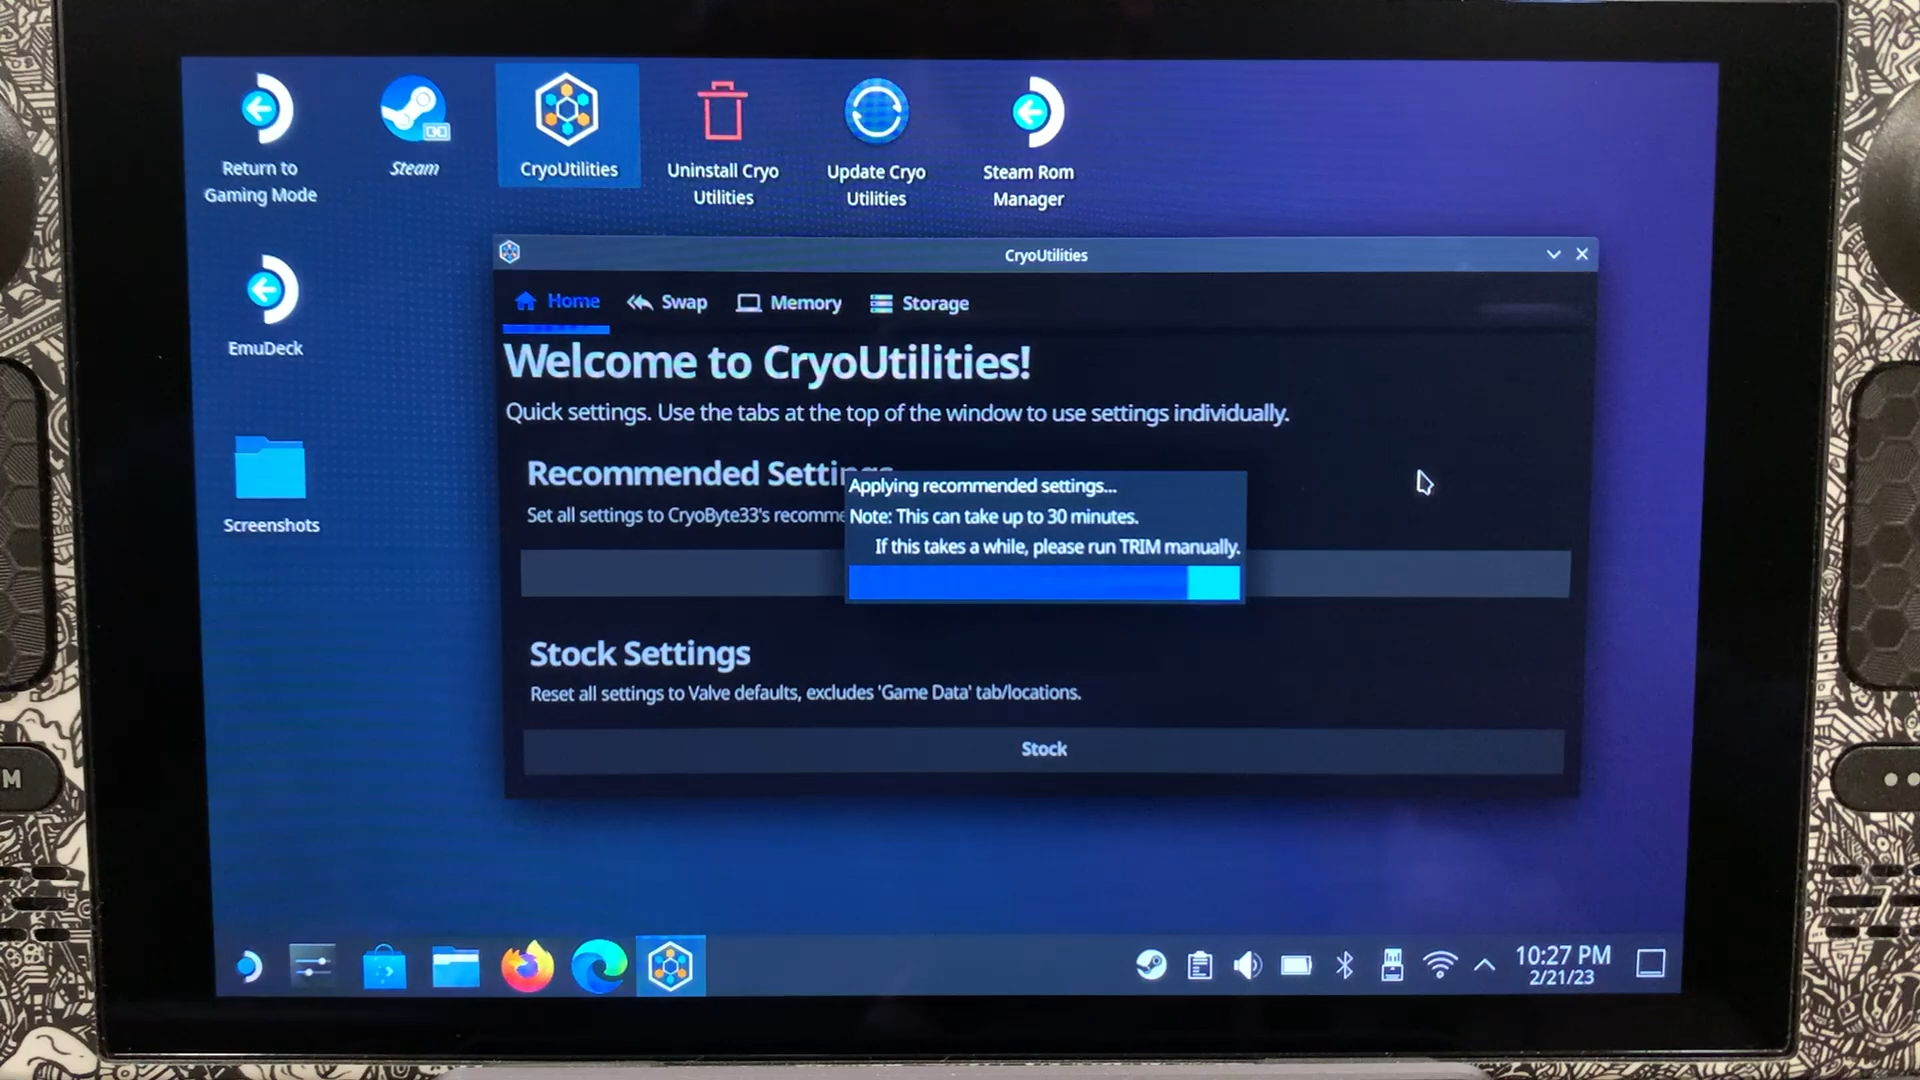 Return to
Gaming Mode
Steam
CryoUtilities
Uninstall Cryo
Utilities
Update Cryo
Utilities
Steam Rom
Manager
EmuDeck
Screenshots
CryoUtilities
Home
Swap
Memory
Storage
Welcome to CryoUtilities!
Quick settings. Use the tabs at the top of the window to use settings individually.
Recommended
Set all settings to CryoByte33's
Applying recommended settings...
Note: This can take up to 30 minutes.
If this takes a while, please run TRIM manually.
Stock Settings
Reset all settings to Valve defaults, excludes 'Game Data' tab/locations.
Stock
10:27 PM
2/21/23
M